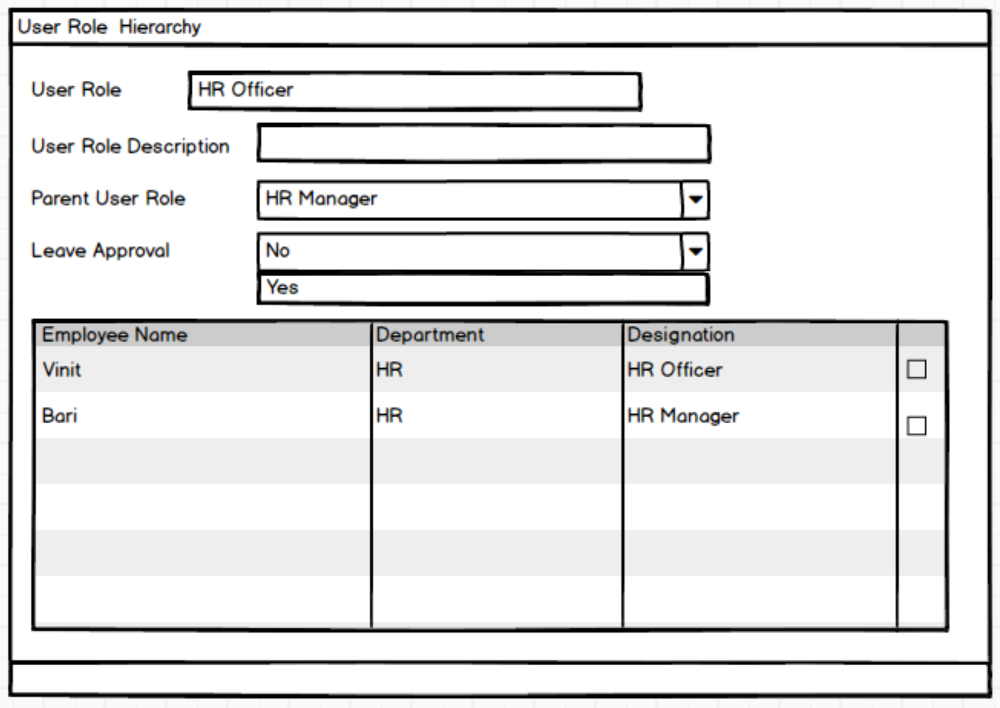 User Role Hierarchy
User Role HR Officer
User Role Description
Parent User Role HR Manager
Leave Approval No
Yes
Employee Name Department Designation
Vinit HR HR Officer
Bari HR HR Manager